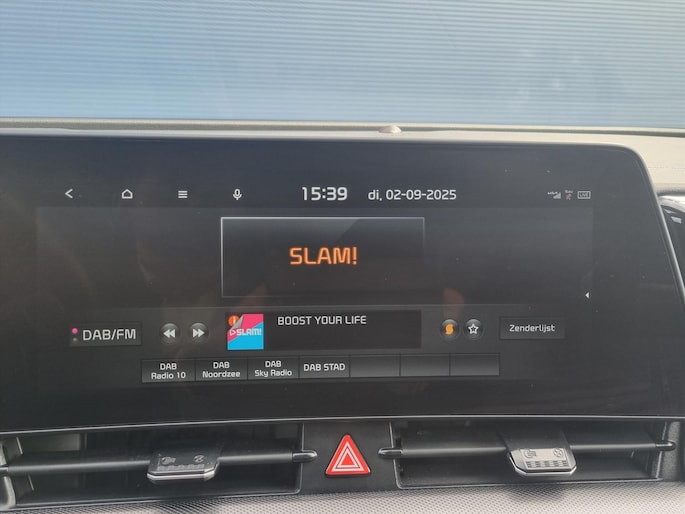 15:39 di, 02-09-2025 LIVE
SLAM!
DAB/FM
SLAM!
BOOST YOUR LIFE
Zenderlijst
DAB
Radio 10
DAB
Noordzee
DAB
Sky Radio
DAB STAD